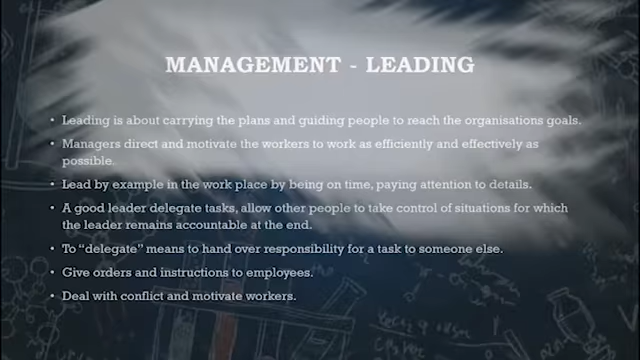 MANAGEMENT - LEADING
• Leading is about carrying the plans and guiding people to reach the organisations goals.
• Managers direct and motivate the workers to work as efficiently and effectively as
possible.
• Lead by example in the work place by being on time, paying attention to details.
• A good leader delegate tasks, allow other people to take control of situations for which
the leader remains accountable at the end.
• To “delegate” means to hand over responsibility for a task to someone else.
• Give orders and instructions to employees.
• Deal with conflict and motivate workers.